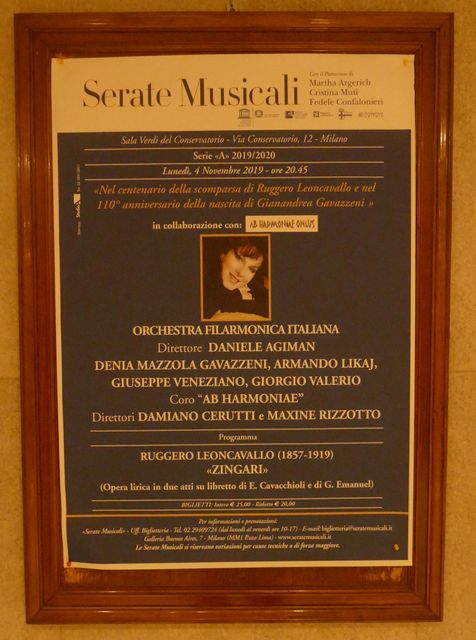 Serate Musicali
Con il Patrocinio di
Martha Argerich
Cristina Muti
Fedele Confalonieri
Sala Verdi del Conservatorio - Via Conservatorio, 12 - Milano
Serie «A» 2019/2020
Lunedì, 4 Novembre 2019 - ore 20.45
«Nel centenario della scomparsa di Ruggero Leoncavallo e nel
110° anniversario della nascita di Gianandrea Gavazzeni »
in collaborazione con: AB HARMONIAE ONLUS
ORCHESTRA FILARMONICA ITALIANA
Direttore DANIELE AGIMAN
DENIA MAZZOLA GAVAZZENI, ARMANDO LIKAJ,
GIUSEPPE VENEZIANO, GIORGIO VALERIO
Coro "AB HARMONIAE"
Direttori DAMIANO CERUTTI e MAXINE RIZZOTTO
Programma
RUGGERO LEONCAVALLO (1857-1919)
«ZINGARI»
(Opera lirica in due atti su libretto di E. Cavacchioli e di G. Emanuel)
BIGLIETTI: Intero € 25,00 - Ridotto € 20,00
Per informazioni e prenotazioni:
«Serate Musicali» - Uff. Biglietteria - Tel. 02 29409724 (dal lunedì al venerdì ore 10-17) - E-mail: biglietteria@seratemusicali.it
Galleria Buenos Aires, 7 - Milano (MM1 P.zza Lima) - www.seratemusicali.it
Le Serate Musicali si riservano variazioni per cause tecniche o di forza maggiore.